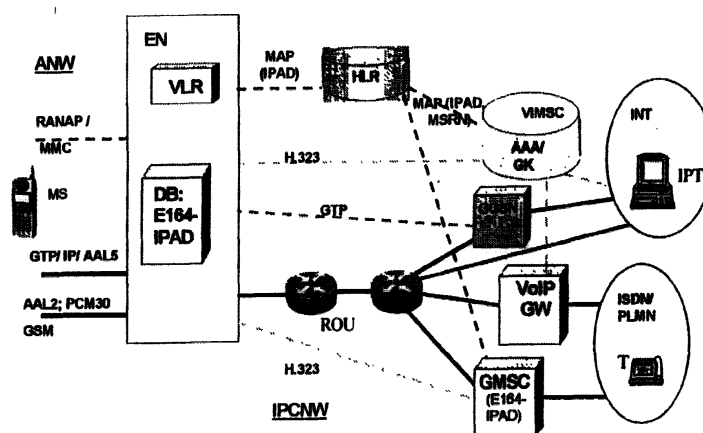 ANW
EN
VLR
MAP
(IPAD)
HLR
MAP (IPAD,
MSRN)
VIMSC
AAA/
GK
INT
IPT
RANAP /
MMC
H.323
MS
DB:
E164-
IPAD
GTP
GTP/ IP/ AAL5
AAL2; PCM30
GSM
ROU
VoIP
GW
ISDN/
PLMN
T
H.323
GMSC
(E164-
IPAD)
IPCNW